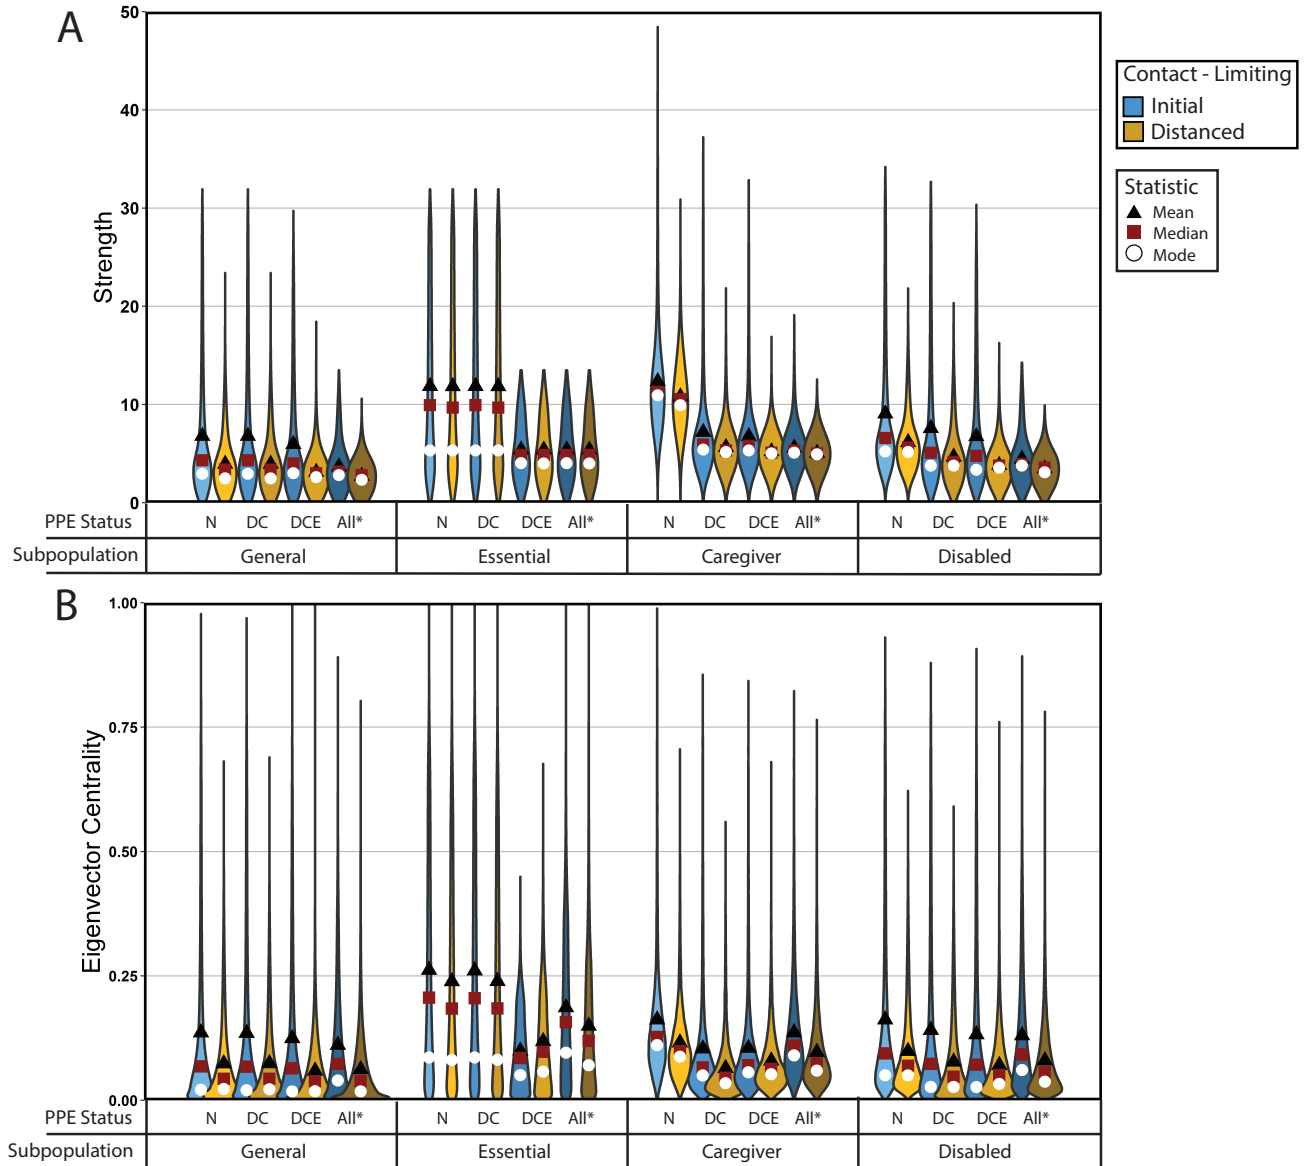 A
50
40
30
20
10
0
Strength
Contact - Limiting
Initial
Distanced
Statistic
Mean
Median
Mode
PPE Status N DC DCE All* N DC DCE All* N DC DCE All* N DC DCE All*
Subpopulation General Essential Caregiver Disabled
B
1.00
0.75
0.50
0.25
0.00
Eigenvector Centrality
PPE Status N DC DCE All* N DC DCE All* N DC DCE All* N DC DCE All*
Subpopulation General Essential Caregiver Disabled